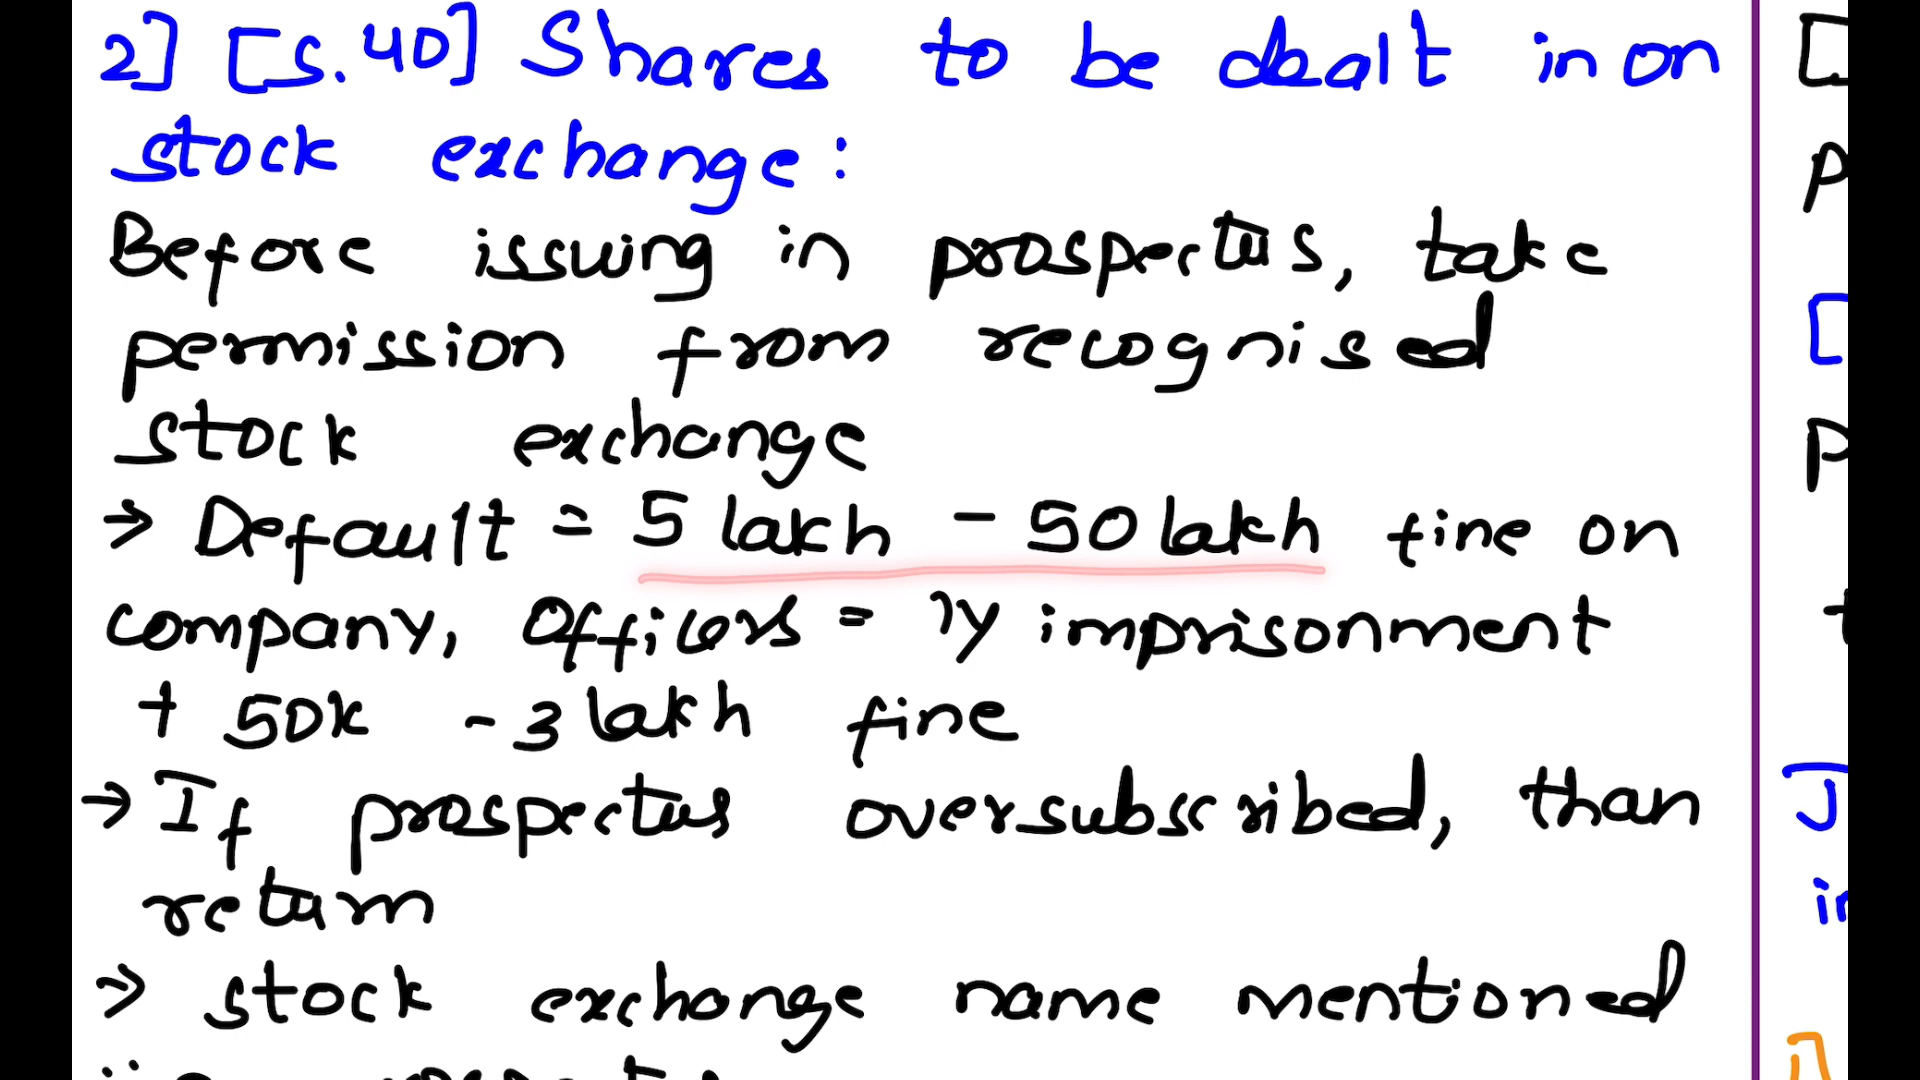 2] [S.40] Shares to be dealt in on
stock exchange:
Before issuing in prospectus, take
permission from recognised
stock exchange
→ Default = 5 lakh - 50 lakh fine on
company, Officers = 1y imprisonment
+ 50k - 3 lakh fine
→ If prospectus oversubscribed, than
return
→ stock exchange name mentioned